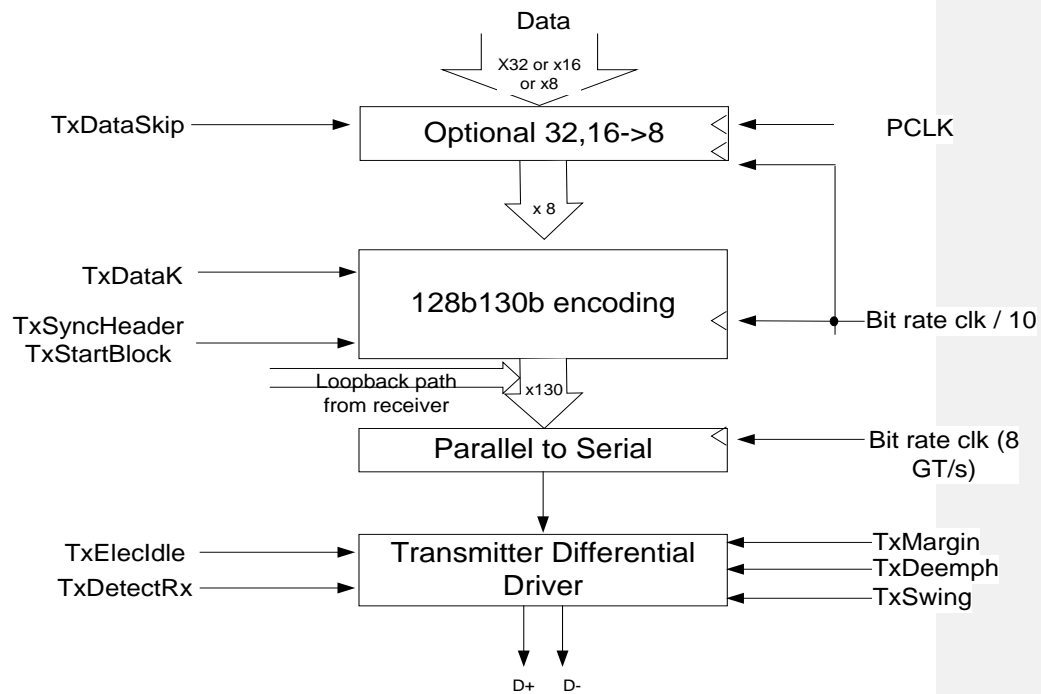 Data
X32 or x16
or x8
TxDataSkip
Optional 32,16->8
PCLK
x 8
TxDataK
128b130b encoding
TxSyncHeader
TxStartBlock
Bit rate clk / 10
Loopback path
from receiver
x130
Parallel to Serial
Bit rate clk (8
GT/s)
TxElecIdle
TxDetectRx
Transmitter Differential
Driver
TxMargin
TxDeemph
TxSwing
D+
D-